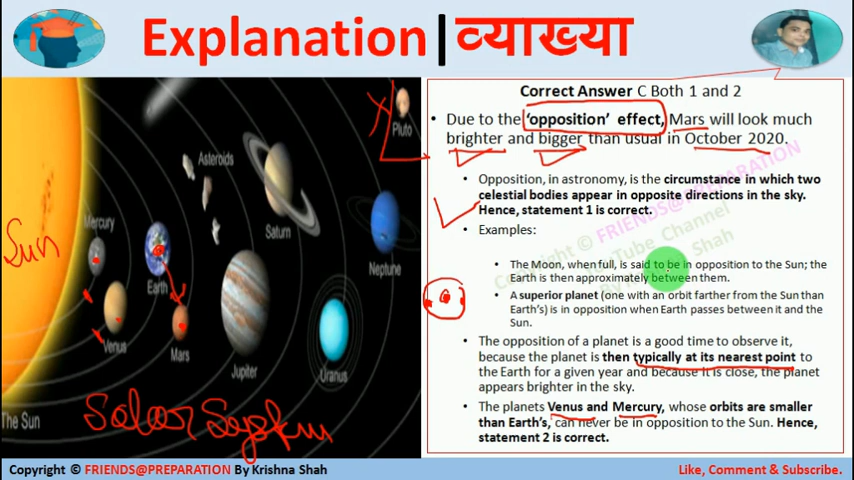 Explanation|व्याख्या
Sun
Mercury
Venus
Earth
Mars
Asteroids
Jupiter
Saturn
Uranus
Neptune
Pluto
The Sun
Solar System
Correct Answer C Both 1 and 2
• Due to the 'opposition' effect, Mars will look much
brighter and bigger than usual in October 2020.
• Opposition, in astronomy, is the circumstance in which two
celestial bodies appear in opposite directions in the sky.
Hence, statement 1 is correct.
• Examples:
• The Moon, when full, is said to be in opposition to the Sun; the
Earth is then approximately between them.
• A superior planet (one with an orbit farther from the Sun than
Earth's) is in opposition when Earth passes between it and the
Sun.
• The opposition of a planet is a good time to observe it,
because the planet is then typically at its nearest point to
the Earth for a given year and because it is close, the planet
appears brighter in the sky.
• The planets Venus and Mercury, whose orbits are smaller
than Earth's, can never be in opposition to the Sun. Hence,
statement 2 is correct.
Copyright © FRIENDS@PREPARATION
YouTube Channel
By Shah
Copyright © FRIENDS@PREPARATION By Krishna Shah
Like, Comment & Subscribe.